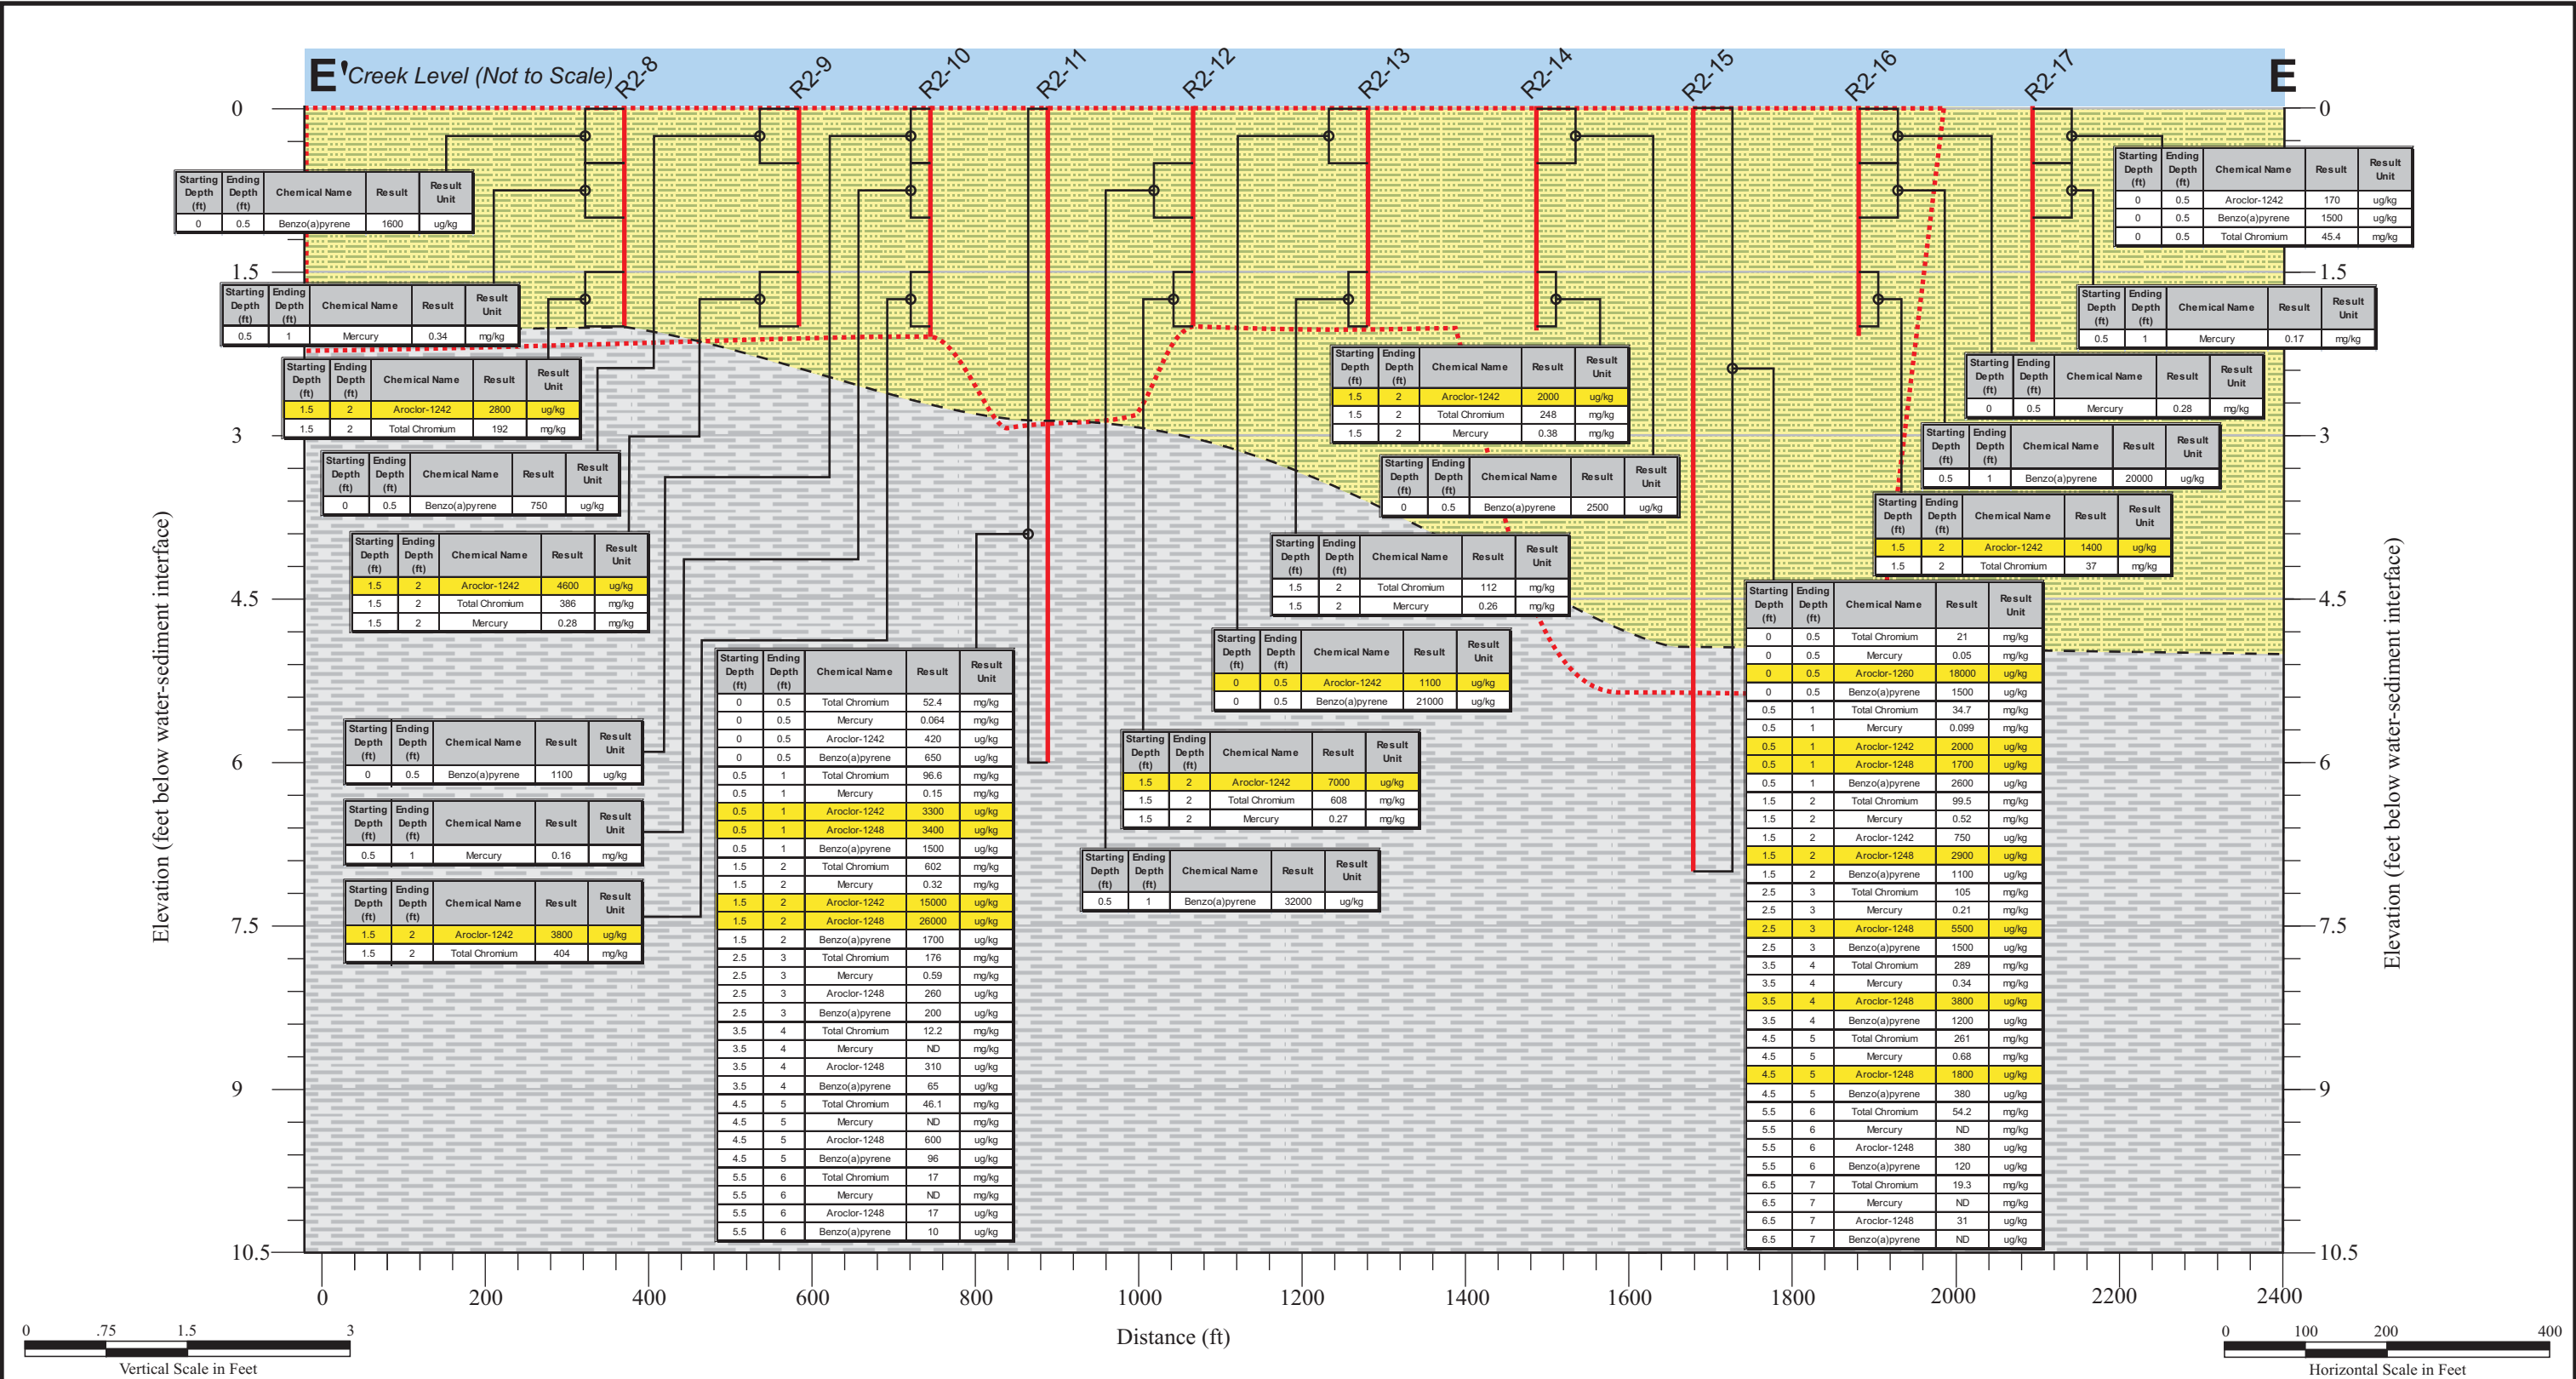 E' Creek Level (Not to Scale) R2-8 R2-9 R2-10 R2-11 R2-12 R2-13 R2-14 R2-15 R2-16 R2-17 E
0
1.5
3
4.5
6
7.5
9
10.5
Elevation (feet below water-sediment interface)
Starting Depth (ft) Ending Depth (ft) Chemical Name Result Result Unit
0 0.5 Benzo(a)pyrene 1600 ug/kg
Starting Depth (ft) Ending Depth (ft) Chemical Name Result Result Unit
0.5 1 Mercury 0.34 mg/kg
Starting Depth (ft) Ending Depth (ft) Chemical Name Result Result Unit
1.5 2 Aroclor-1242 2800 ug/kg
1.5 2 Total Chromium 192 mg/kg
Starting Depth (ft) Ending Depth (ft) Chemical Name Result Result Unit
0 0.5 Benzo(a)pyrene 750 ug/kg
Starting Depth (ft) Ending Depth (ft) Chemical Name Result Result Unit
1.5 2 Aroclor-1242 4600 ug/kg
1.5 2 Total Chromium 386 mg/kg
1.5 2 Mercury 0.28 mg/kg
Starting Depth (ft) Ending Depth (ft) Chemical Name Result Result Unit
0 0.5 Benzo(a)pyrene 1100 ug/kg
Starting Depth (ft) Ending Depth (ft) Chemical Name Result Result Unit
0.5 1 Mercury 0.16 mg/kg
Starting Depth (ft) Ending Depth (ft) Chemical Name Result Result Unit
1.5 2 Aroclor-1242 3800 ug/kg
1.5 2 Total Chromium 404 mg/kg
Starting Depth (ft) Ending Depth (ft) Chemical Name Result Result Unit
0 0.5 Total Chromium 52.4 mg/kg
0 0.5 Mercury 0.064 mg/kg
0 0.5 Aroclor-1242 420 ug/kg
0 0.5 Benzo(a)pyrene 650 ug/kg
0.5 1 Total Chromium 96.6 mg/kg
0.5 1 Mercury 0.15 mg/kg
0.5 1 Aroclor-1242 3300 ug/kg
0.5 1 Aroclor-1248 3400 ug/kg
0.5 1 Benzo(a)pyrene 1500 ug/kg
1.5 2 Total Chromium 602 mg/kg
1.5 2 Mercury 0.32 mg/kg
1.5 2 Aroclor-1242 15000 ug/kg
1.5 2 Aroclor-1248 26000 ug/kg
1.5 2 Benzo(a)pyrene 1700 ug/kg
2.5 3 Total Chromium 176 mg/kg
2.5 3 Mercury 0.59 mg/kg
2.5 3 Aroclor-1248 260 ug/kg
2.5 3 Benzo(a)pyrene 200 ug/kg
3.5 4 Total Chromium 12.2 mg/kg
3.5 4 Mercury ND mg/kg
3.5 4 Aroclor-1248 310 ug/kg
3.5 4 Benzo(a)pyrene 65 ug/kg
4.5 5 Total Chromium 46.1 mg/kg
4.5 5 Mercury ND mg/kg
4.5 5 Aroclor-1248 600 ug/kg
4.5 5 Benzo(a)pyrene 96 ug/kg
5.5 6 Total Chromium 17 mg/kg
5.5 6 Mercury ND mg/kg
5.5 6 Aroclor-1248 17 ug/kg
5.5 6 Benzo(a)pyrene 10 ug/kg
Starting Depth (ft) Ending Depth (ft) Chemical Name Result Result Unit
0.5 1 Benzo(a)pyrene 32000 ug/kg
Starting Depth (ft) Ending Depth (ft) Chemical Name Result Result Unit
1.5 2 Aroclor-1242 7000 ug/kg
1.5 2 Total Chromium 608 mg/kg
1.5 2 Mercury 0.27 mg/kg
Starting Depth (ft) Ending Depth (ft) Chemical Name Result Result Unit
0 0.5 Aroclor-1242 1100 ug/kg
0 0.5 Benzo(a)pyrene 21000 ug/kg
Starting Depth (ft) Ending Depth (ft) Chemical Name Result Result Unit
1.5 2 Total Chromium 112 mg/kg
1.5 2 Mercury 0.26 mg/kg
Starting Depth (ft) Ending Depth (ft) Chemical Name Result Result Unit
0 0.5 Benzo(a)pyrene 2500 ug/kg
Starting Depth (ft) Ending Depth (ft) Chemical Name Result Result Unit
1.5 2 Aroclor-1242 2000 ug/kg
1.5 2 Total Chromium 248 mg/kg
1.5 2 Mercury 0.38 mg/kg
Starting Depth (ft) Ending Depth (ft) Chemical Name Result Result Unit
0 0.5 Total Chromium 21 mg/kg
0 0.5 Mercury 0.05 mg/kg
0 0.5 Aroclor-1260 18000 ug/kg
0 0.5 Benzo(a)pyrene 1500 ug/kg
0.5 1 Total Chromium 34.7 mg/kg
0.5 1 Mercury 0.099 mg/kg
0.5 1 Aroclor-1242 2000 ug/kg
0.5 1 Aroclor-1248 1700 ug/kg
0.5 1 Benzo(a)pyrene 2600 ug/kg
1.5 2 Total Chromium 99.5 mg/kg
1.5 2 Mercury 0.52 mg/kg
1.5 2 Aroclor-1242 750 ug/kg
1.5 2 Aroclor-1248 2900 ug/kg
1.5 2 Benzo(a)pyrene 1100 ug/kg
2.5 3 Total Chromium 105 mg/kg
2.5 3 Mercury 0.21 mg/kg
2.5 3 Aroclor-1248 5500 ug/kg
2.5 3 Benzo(a)pyrene 1500 ug/kg
3.5 4 Total Chromium 289 mg/kg
3.5 4 Mercury 0.34 mg/kg
3.5 4 Aroclor-1248 3800 ug/kg
3.5 4 Benzo(a)pyrene 1200 ug/kg
4.5 5 Total Chromium 261 mg/kg
4.5 5 Mercury 0.68 mg/kg
4.5 5 Aroclor-1248 1800 ug/kg
4.5 5 Benzo(a)pyrene 380 ug/kg
5.5 6 Total Chromium 54.2 mg/kg
5.5 6 Mercury ND mg/kg
5.5 6 Aroclor-1248 380 ug/kg
5.5 6 Benzo(a)pyrene 120 ug/kg
6.5 7 Total Chromium 19.3 mg/kg
6.5 7 Mercury ND mg/kg
6.5 7 Aroclor-1248 31 ug/kg
6.5 7 Benzo(a)pyrene ND ug/kg
Starting Depth (ft) Ending Depth (ft) Chemical Name Result Result Unit
1.5 2 Aroclor-1242 1400 ug/kg
1.5 2 Total Chromium 37 mg/kg
Starting Depth (ft) Ending Depth (ft) Chemical Name Result Result Unit
0.5 1 Benzo(a)pyrene 20000 ug/kg
Starting Depth (ft) Ending Depth (ft) Chemical Name Result Result Unit
0 0.5 Mercury 0.28 mg/kg
Starting Depth (ft) Ending Depth (ft) Chemical Name Result Result Unit
0.5 1 Mercury 0.17 mg/kg
Starting Depth (ft) Ending Depth (ft) Chemical Name Result Result Unit
0 0.5 Aroclor-1242 170 ug/kg
0 0.5 Benzo(a)pyrene 1500 ug/kg
0 0.5 Total Chromium 45.4 mg/kg
0
1.5
3
4.5
6
7.5
9
10.5
Elevation (feet below water-sediment interface)
0 200 400 600 800 1000 1200 1400 1600 1800 2000 2200 2400
Distance (ft)
0 .75 1.5 3
Vertical Scale in Feet
0 100 200 400
Horizontal Scale in Feet